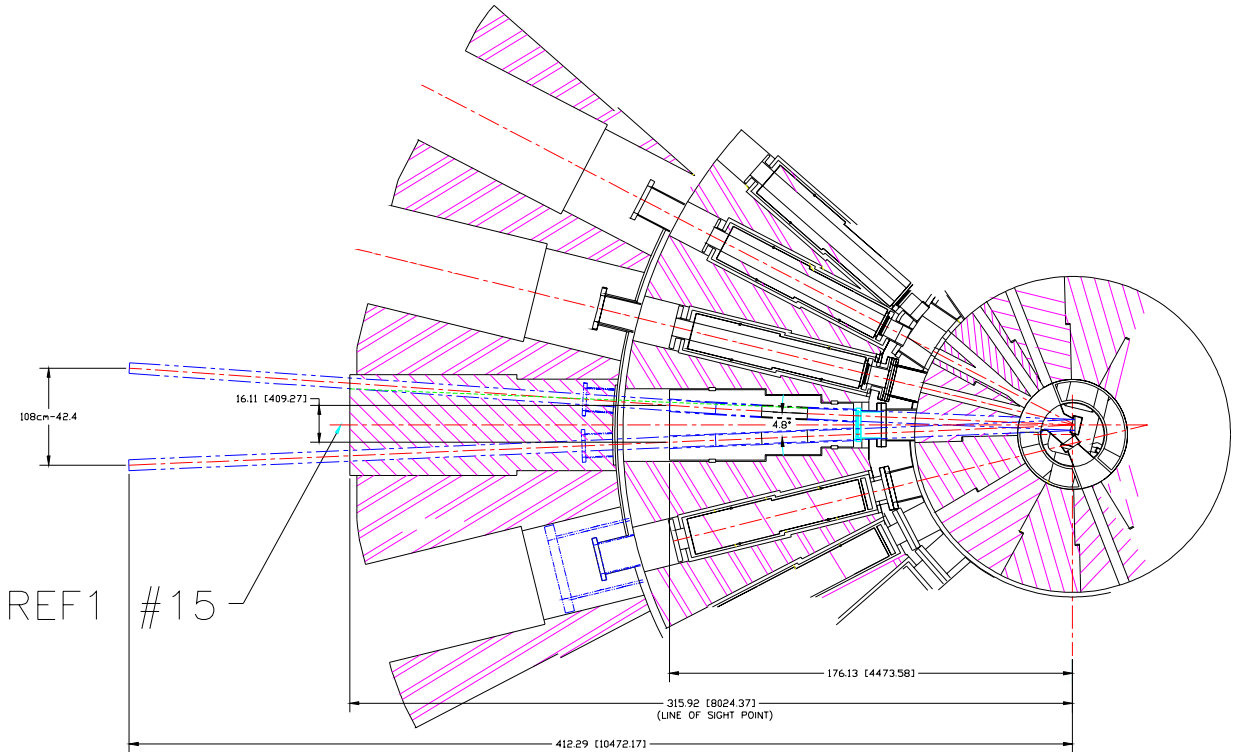 16.11 [409.27]
108cm-42.4
4.8°
REF1 #15
176.13 [4473.58]
315.92 [8024.37]
(LINE OF SIGHT POINT)
412.29 [10472.17]